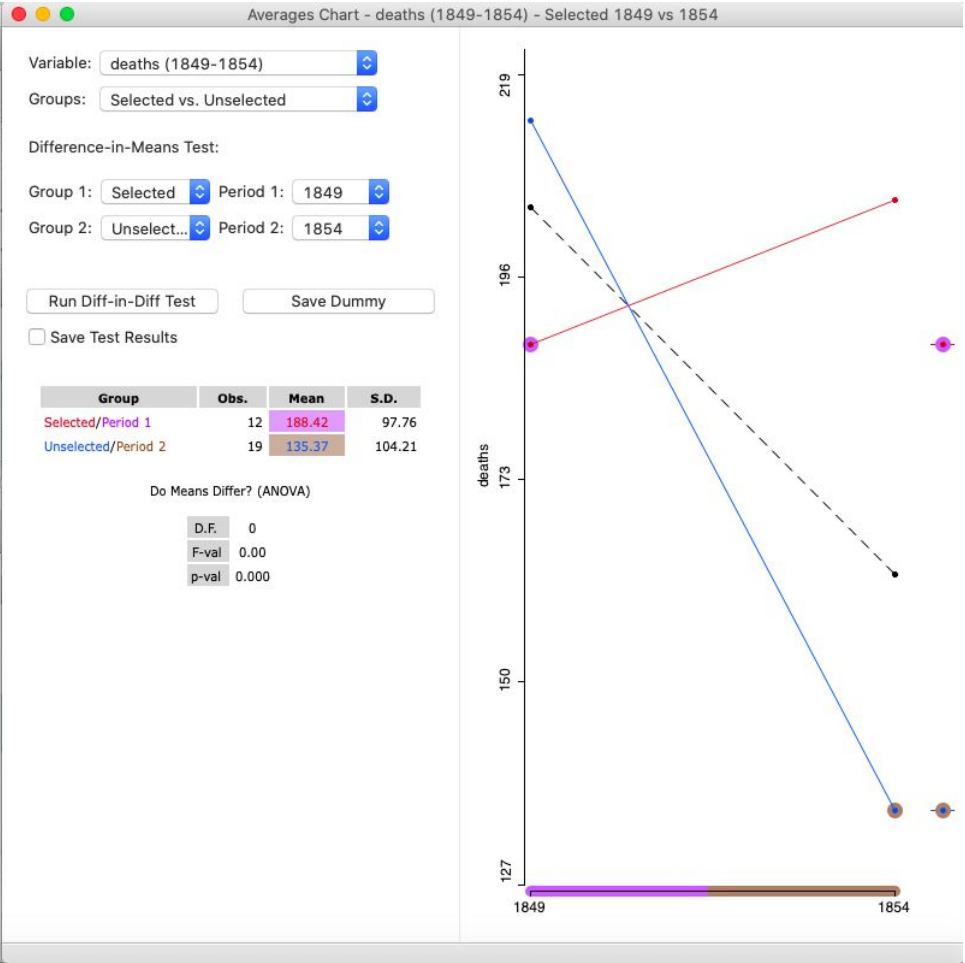 Averages Chart - deaths (1849-1854) - Selected 1849 vs 1854
Variable: deaths (1849-1854)
Groups: Selected vs. Unselected
Difference-in-Means Test:
Group 1: Selected Period 1: 1849
Group 2: Unselect... Period 2: 1854
Run Diff-in-Diff Test Save Dummy
Save Test Results
Group Obs. Mean S.D.
Selected/Period 1 12 188.42 97.76
Unselected/Period 2 19 135.37 104.21
Do Means Differ? (ANOVA)
D.F. 0
F-val 0.00
p-val 0.000
219
196
173
150
127
deaths
1849 1854